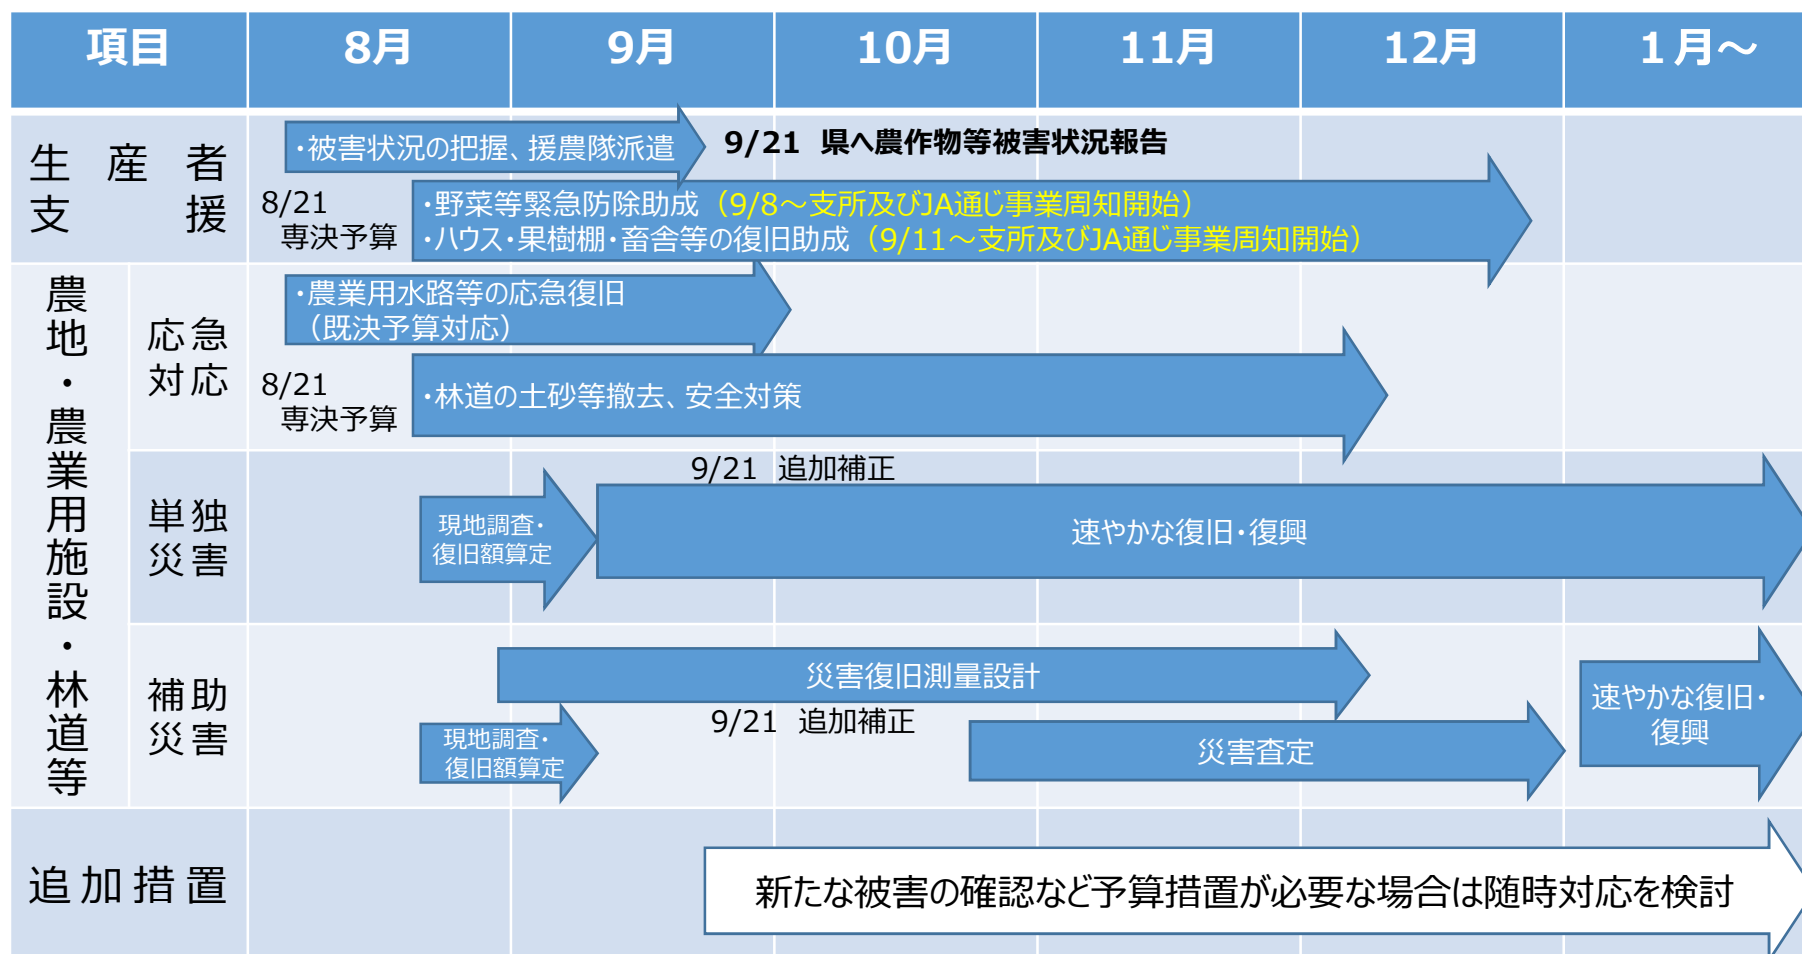 項目 8月 9月 10月 11月 12月 1月～
生産者
支援
・被害状況の把握、援農隊派遣
9/21 県へ農作物等被害状況報告
8/21
専決予算
・野菜等緊急防除助成（9/8～支所及びJA通じ事業周知開始）
・ハウス・果樹棚・畜舎等の復旧助成（9/11～支所及びJA通じ事業周知開始）
農地・農業用施設・林道等
応急
対応
・農業用水路等の応急復旧
（既決予算対応）
8/21
専決予算
・林道の土砂等撤去、安全対策
単独
災害
9/21 追加補正
現地調査・
復旧額算定
速やかな復旧・復興
補助
災害
災害復旧測量設計
9/21 追加補正
現地調査・
復旧額算定
災害査定
速やかな復旧・
復興
追加措置
新たな被害の確認など予算措置が必要な場合は随時対応を検討